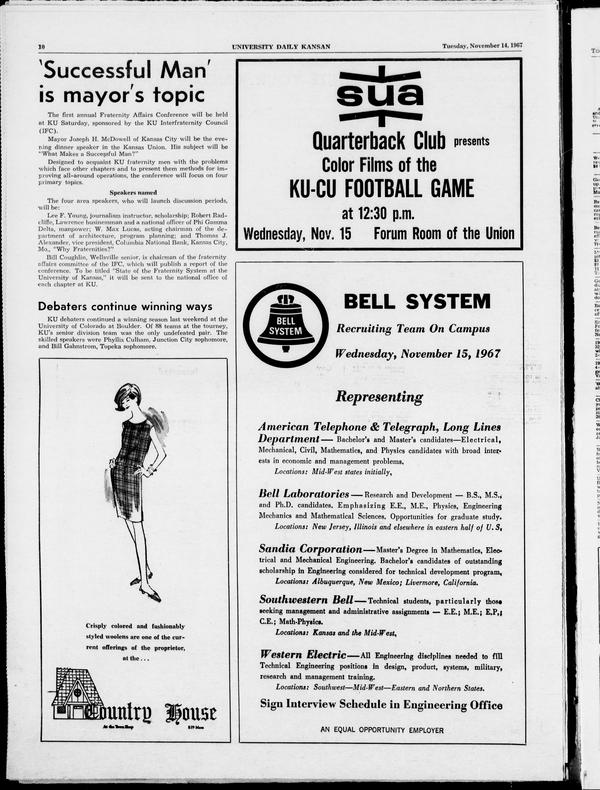 10
UNIVERSITY DAILY KANSAN
Tuesday, November 14, 1967
'Successful Man'
is mayor's topic
The first annual Fraternity Affairs Conference will be held
at KU Saturday, sponsored by the KU Interfraternity Council
(IFC).
Mayor Joseph H. McDowell of Kansas City will be the eve-
ning dinner speaker in the Kansas Union. His subject will be
"What Makes a Successful Man?"
Designed to acquaint KU fraternity men with the problems
which face other chapters and to present them methods for im-
proving all-around operations, the conference will focus on four
primary topics.
Speakers named
The four area speakers, who will launch discussion periods,
will be:
Lee F. Young, journalism instructor, scholarship; Robert Rad-
cliffe, Lawrence businessman and a national officer of Phi Gamma
Delta, manpower; W. Max Lucas, acting chairman of the de-
partment of architecture, program planning; and Thomas J.
Alexander, vice president, Columbia National Bank, Kansas City,
Mo., "Why Fraternities?"
Bill Coughlin, Wellsville senior, is chairman of the fraternity
affairs committee of the IFC, which will publish a report of the
conference. To be titled "State of the Fraternity System at the
University of Kansas," it will be sent to the national office of
each chapter at KU.
Debaters continue winning ways
KU debaters continued a winning season last weekend at the
University of Colorado at Boulder. Of 88 teams at the tourney,
KU's senior division team was the only undefeated pair. The
skilled speakers were Phyllis Culham, Junction City sophomore,
and Bill Gahnstrom, Topeka sophomore.
Crisply colored and fashionably
styled woolens are one of the cur-
rent offerings of the proprietor,
at the . . .
Country House
At the Town Shop
839 Mass
sua
Quarterback Club presents
Color Films of the
KU-CU FOOTBALL GAME
at 12:30 p.m.
Wednesday, Nov. 15 Forum Room of the Union
BELL
SYSTEM
BELL SYSTEM
Recruiting Team On Campus
Wednesday, November 15, 1967
Representing
American Telephone & Telegraph, Long Lines
Department — Bachelor's and Master's candidates—Electrical,
Mechanical, Civil, Mathematics, and Physics candidates with broad inter-
ests in economic and management problems.
Locations: Mid-West states initially,
Bell Laboratories — Research and Development — B.S., M.S.,
and Ph.D. candidates. Emphasizing E.E., M.E., Physics, Engineering
Mechanics and Mathematical Sciences. Opportunities for graduate study.
Locations: New Jersey, Illinois and elsewhere in eastern half of U. S,
Sandia Corporation — Master's Degree in Mathematics, Elec-
trical and Mechanical Engineering. Bachelor's candidates of outstanding
scholarship in Engineering considered for technical development program,
Locations: Albuquerque, New Mexico; Livermore, California.
Southwestern Bell — Technical students, particularly those
seeking management and administrative assignments — E.E.; M.E.; E.P.;
C.E.; Math-Physics.
Locations: Kansas and the Mid-West,
Western Electric — All Engineering disciplines needed to fill
Technical Engineering positions in design, product, systems, military,
research and management training.
Locations: Southwest—Mid-West—Eastern and Northern States.
Sign Interview Schedule in Engineering Office
AN EQUAL OPPORTUNITY EMPLOYER